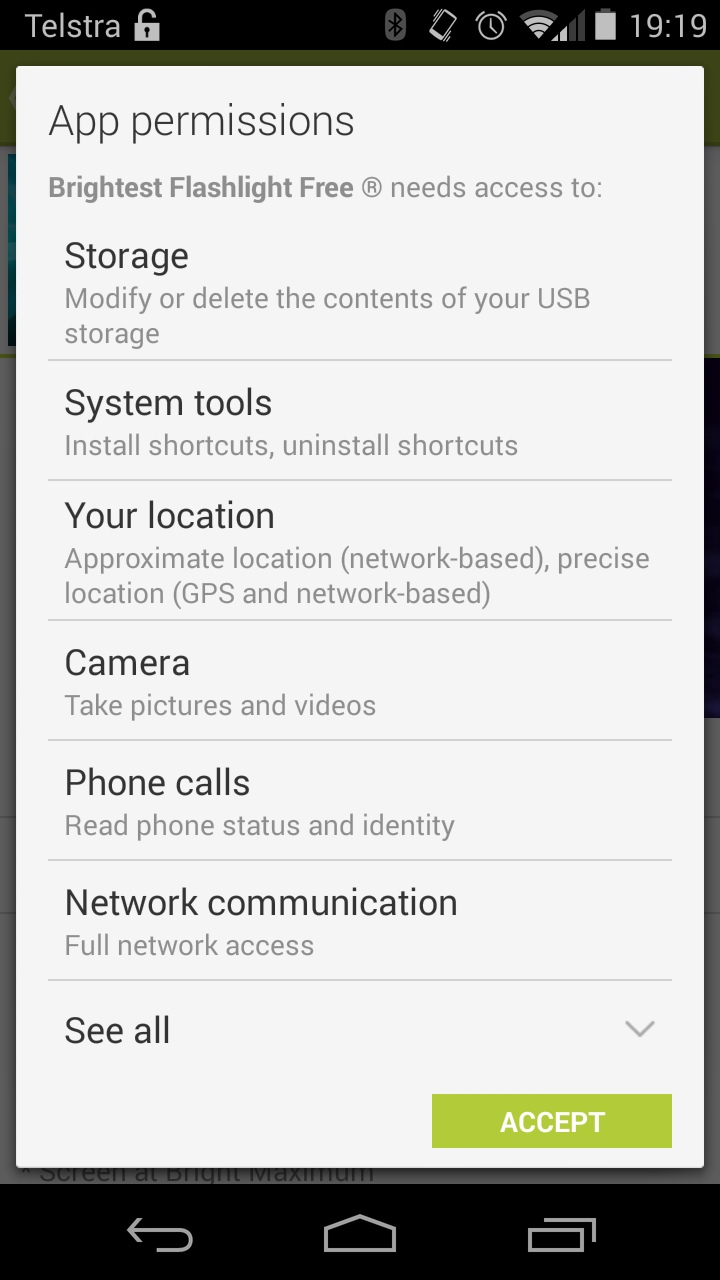 Telstra 19:19
App permissions
Brightest Flashlight Free ® needs access to:
Storage
Modify or delete the contents of your USB
storage
System tools
Install shortcuts, uninstall shortcuts
Your location
Approximate location (network-based), precise
location (GPS and network-based)
Camera
Take pictures and videos
Phone calls
Read phone status and identity
Network communication
Full network access
See all
ACCEPT
* Screen at Bright Maximum